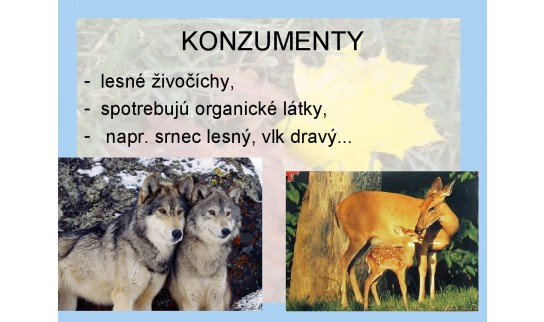 KONZUMENTY
- lesné živočíchy,
- spotrebujú organické látky,
- napr. srnec lesný, vlk dravý...